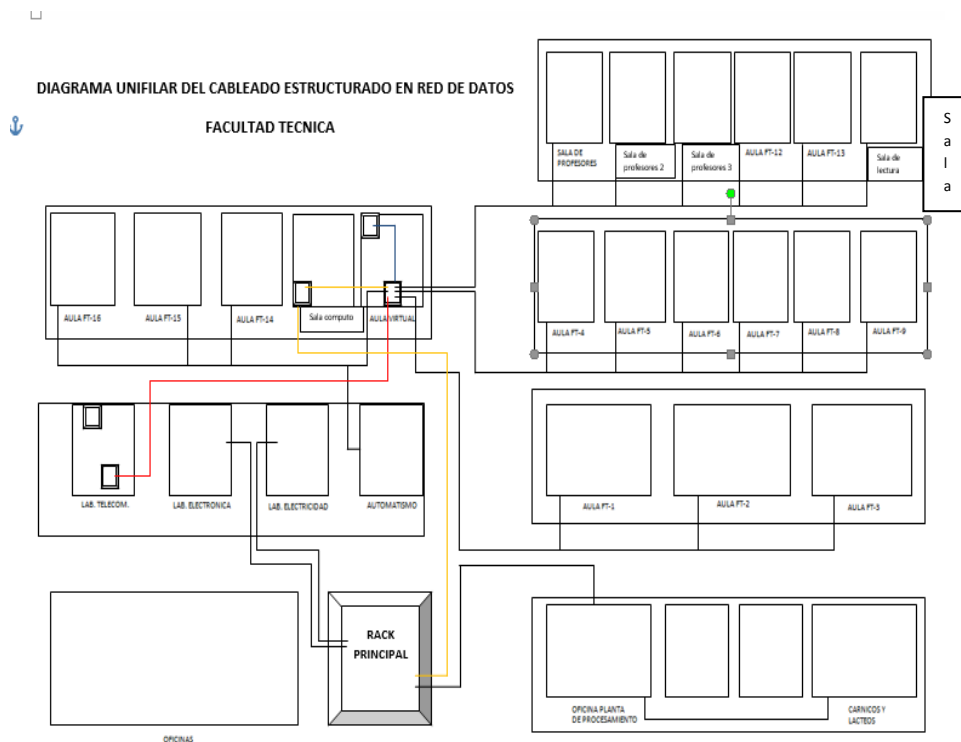 DIAGRAMA UNIFILAR DEL CABLEADO ESTRUCTURADO EN RED DE DATOS
FACULTAD TECNICA
SALA DE
PROFESORES
Sala de
profesores 2
Sala de
profesores 3
AULA FT-12
AULA FT-13
Sala de
lectura
S
a
l
a
AULA FT-16
AULA FT-15
AULA FT-14
Sala computo
AULA VIRTUAL
AULA FT-4
AULA FT-5
AULA FT-6
AULA FT-7
AULA FT-8
AULA FT-9
LAB. TELECOM.
LAB. ELECTRONICA
LAB. ELECTRICIDAD
AUTOMATISMO
AULA FT-1
AULA FT-2
AULA FT-3
RACK
PRINCIPAL
OFICINAS
OFICINA PLANTA
DE PROCESAMIENTO
CARNICOS Y
LACTEOS